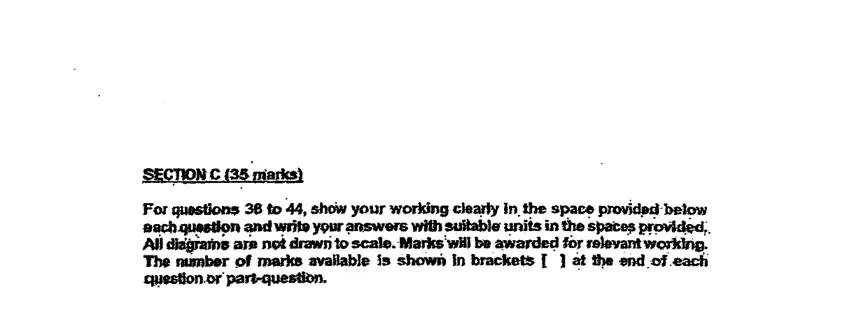 SECTION C (35 marks)
For questions 36 to 44, show your working clearly in the space provided below
each question and write your answers with suitable units in the spaces provided.
All diagrams are not drawn to scale. Marks will be awarded for relevant working.
The number of marks available is shown in brackets [ ] at the end of each
question or part-question.